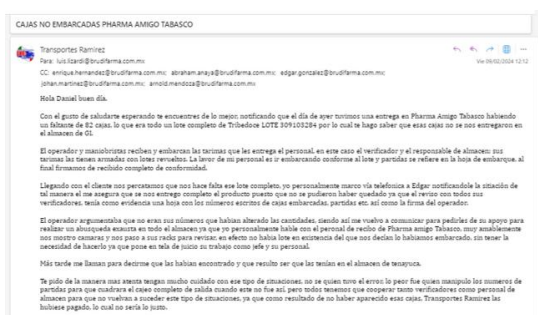 CAJAS NO EMBARCADAS PHARMA AMIGO TABASCO
Transportes Ramirez
Para: luis.lizardi@brudifarma.com.mx
Vie 09/02/2024 12:12
CC: enrique.hernandez@brudifarma.com.mx; abraham.anaya@brudifarma.com.mx; edgar.gonzalez@brudifarma.com.mx;
johan.martinez@brudifarma.com.mx; arnold.mendoza@brudifarma.com.mx
Hola Daniel buen día.
Con el gusto de saludarte esperando te encuentres de lo mejor, notificando que el día de ayer tuvimos una entrega en Pharma Amigo Tabasco habiendo
un faltante de 82 cajas, lo que era todo un lote completo de Tribedoce LOTE 309103284 por lo cual te hago saber que esas cajas no se nos entregaron en
el almacen de GI.
El operador y maniobristas reciben y embarcan las tarimas que les entrega el personal, en este caso el verificador y el responsable de almacen; sus
tarimas las tienen armadas con lotes revueltos. La lavor de mi personal es ir embarcando conforme al lote y partidas se refiere en la hoja de embarque, al
final firmamos de recibido completo de conformidad.
Llegando con el cliente nos percatamos que nos hace falta ese lote completo, yo personalmente marco vía telefonica a Edgar notificandole la sitiación de
tal manera el me asegura que se nos entrego completo el producto puesto que no se pudieron haber quedado ya que el reviso con todos sus
verificadores, tenia como evidencia una hoja con los números escritos de cajas embarcadas, partidas etc. así como la firma del operador.
El operador argumentaba que no eran sus números que habian alterado las cantidades, siendo así me vuelvo a comunicar para pedirles de su apoyo para
realizar un abusqueda exausta en todo el almacen ya que yo personalmente hable con el peronal de recibo de Pharma amigo Tabasco, muy amablemente
nos mostro camaras y nos paso a sus racks para revisar, en efecto no habia lote en existencia del que nos decían lo habiamos embarcado, sin tener la
necesidad de hacerlo ya que pone en tela de juicio su trabajo como jefe y su personal.
Más tarde me llaman para decirme que las habian encontrado y que resulto ser que las tenían en el almacen de tenayuca.
Te pido de la manera mas atenta tengan mucho cuidado con ese tipo de situaciones, no se quien tuvo el error; lo peor fue quien manipulo los numeros de
partidas para que cuadrara el cajeo completo de salida cuando este no fue asi, pero todos tenemos que cooperar tanto verificadores como personal de
almacen para que no vuelvan a suceder este tipo de situaciones, ya que como resultado de no haber aparecido esas cajas, Transportes Ramirez las
hubiese pagado, lo cual no sería lo justo.